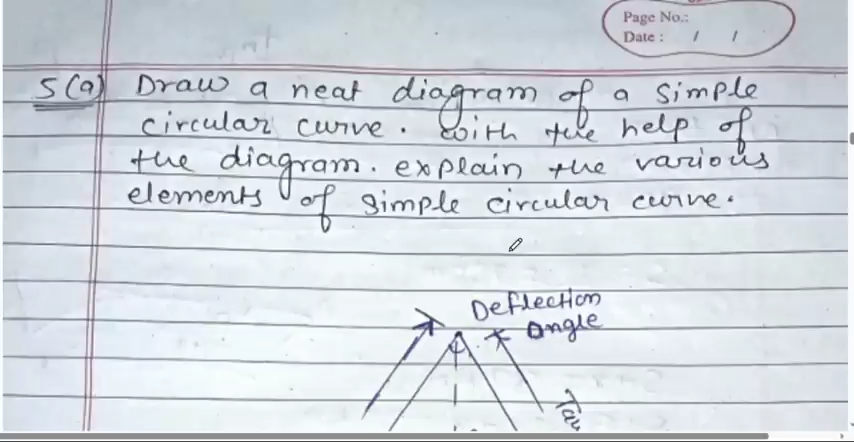 Page No.:
Date : / /
5(a) Draw a neat diagram of a simple
circular curve. with the help of
the diagram. explain the various
elements of simple circular curve.
Deflection
angle